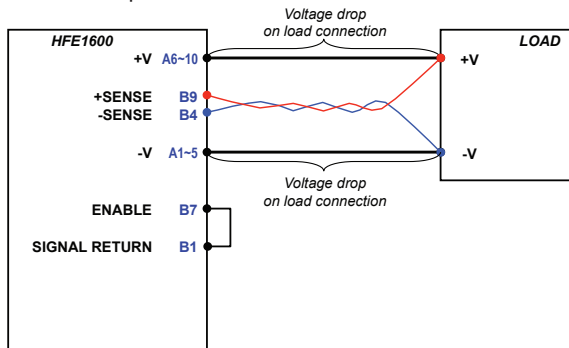 Voltage drop
on load connection
HFE1600
LOAD
+V A6~10
+V
+SENSE B9
-SENSE B4
-V A1~5
-V
Voltage drop
on load connection
ENABLE B7
SIGNAL RETURN B1